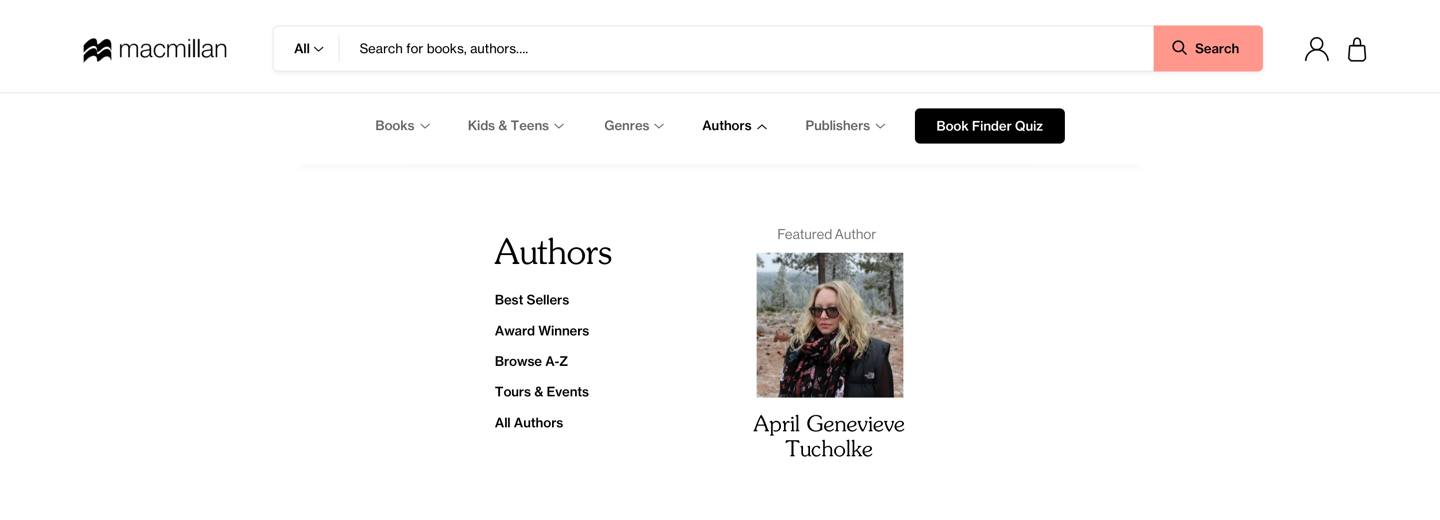 macmillan
All
Search for books, authors....
Search
Books
Kids & Teens
Genres
Authors
Publishers
Book Finder Quiz
Authors
Best Sellers
Award Winners
Browse A-Z
Tours & Events
All Authors
Featured Author
April Genevieve
Tucholke